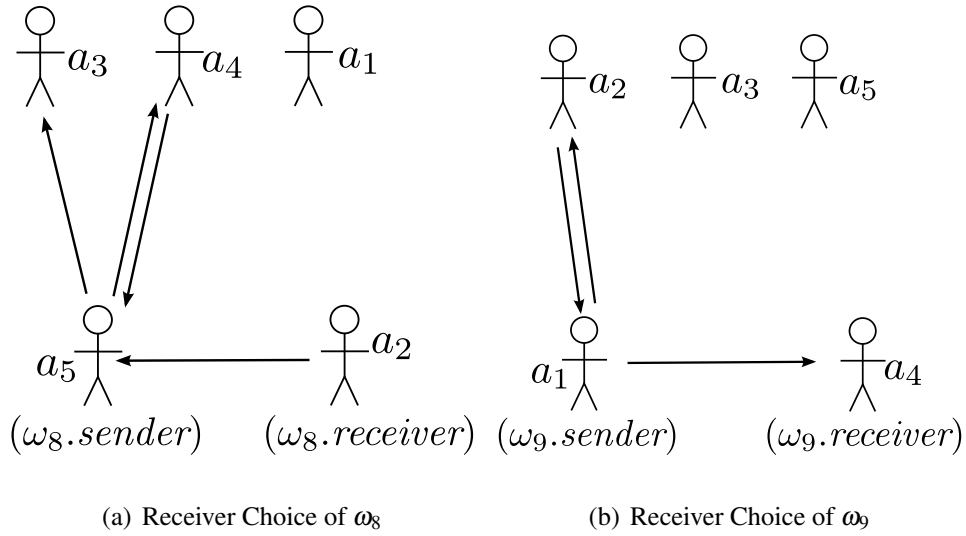 a₃ a₄ a₁
a₅ a₂
(ω₈.sender) (ω₈.receiver)
(a) Receiver Choice of ω₈
a₂ a₃ a₅
a₁ a₄
(ω₉.sender) (ω₉.receiver)
(b) Receiver Choice of ω₉